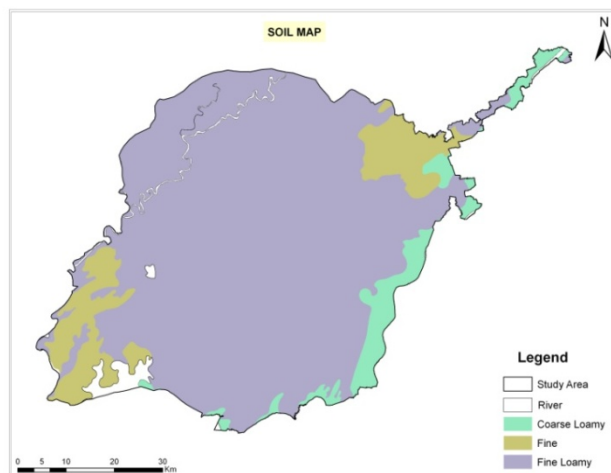 SOIL MAP
N
Legend
Study Area
River
Coarse Loamy
Fine
Fine Loamy
0 5 10 20 30
Km